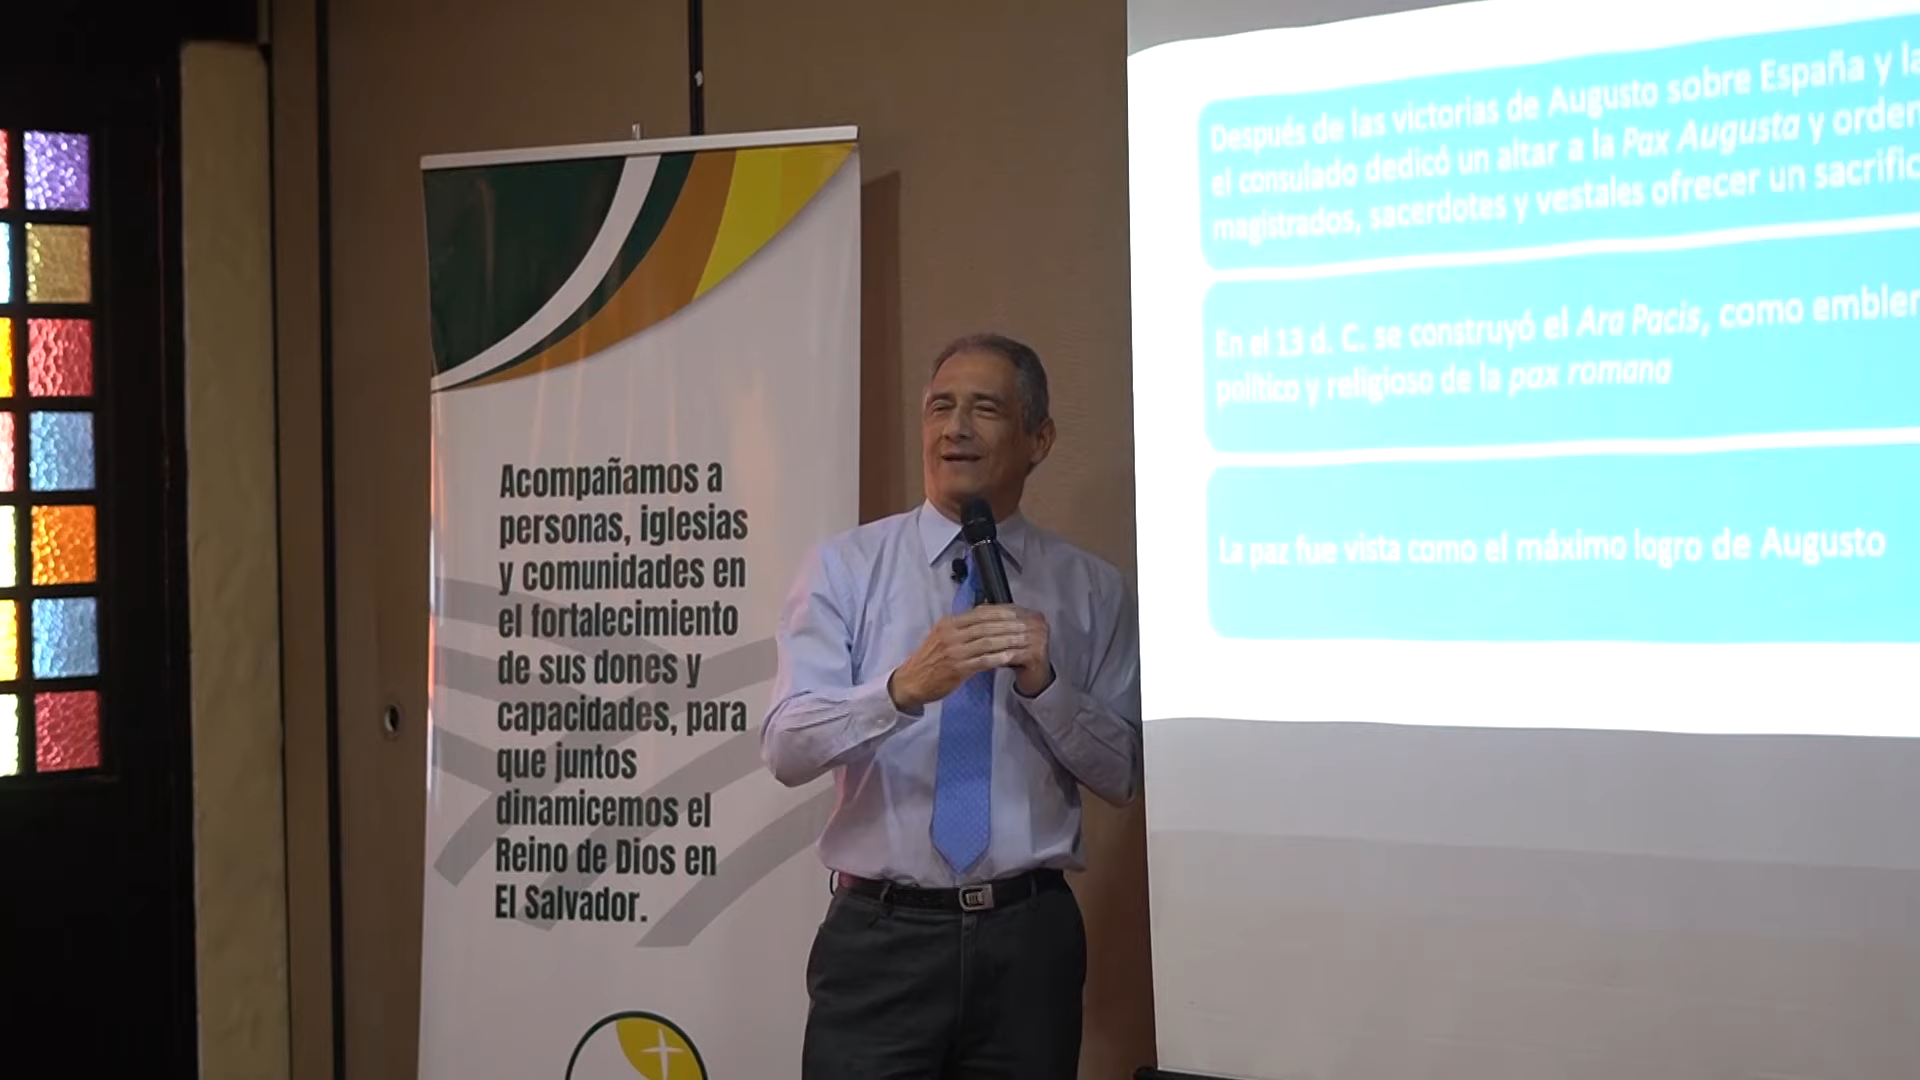 Acompañamos a
personas, iglesias
y comunidades en
el fortalecimiento
de sus dones y
capacidades, para
que juntos
dinamicemos el
Reino de Dios en
El Salvador.
Después de las victorias de Augusto sobre España y la
el consulado dedicó un altar a la Pax Augusta y orden
magistrados, sacerdotes y vestales ofrecer un sacrific
En el 13 d. C. se construyó el Ara Pacis, como emble
político y religioso de la pax romana
La paz fue vista como el máximo logro de Augusto